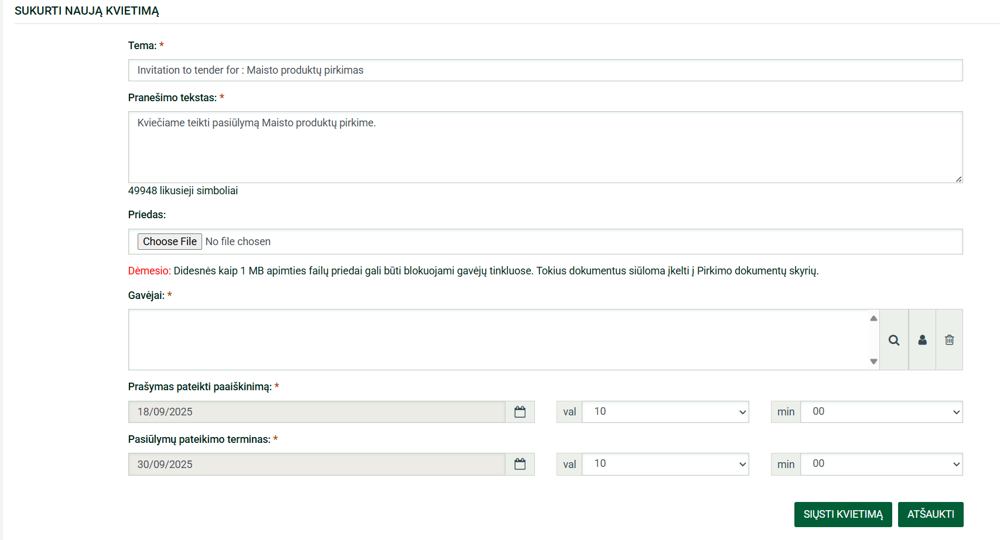 SUKURTI NAUJĄ KVIETIMĄ
Tema: *
Invitation to tender for : Maisto produktų pirkimas
Pranešimo tekstas: *
Kviečiame teikti pasiūlymą Maisto produktų pirkime.
49948 likusieji simboliai
Priedas:
Choose File No file chosen
Dėmesio: Didesnės kaip 1 MB apimties failų priedai gali būti blokuojami gavėjų tinkluose. Tokius dokumentus siūloma įkelti į Pirkimo dokumentų skyrių.
Gavėjai: *
Prašymas pateikti paaiškinimą: *
18/09/2025 val 10 min 00
Pasiūlymų pateikimo terminas: *
30/09/2025 val 10 min 00
SIŲSTI KVIETIMĄ ATŠAUKTI